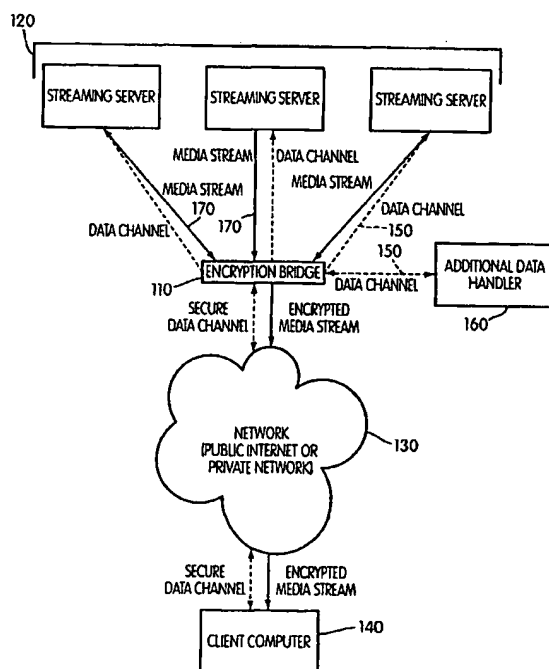 120
STREAMING SERVER
STREAMING SERVER
STREAMING SERVER
MEDIA STREAM
DATA CHANNEL
MEDIA STREAM
MEDIA STREAM
170
170
DATA CHANNEL
DATA CHANNEL
150
150
110
ENCRYPTION BRIDGE
DATA CHANNEL
ADDITIONAL DATA
HANDLER
160
SECURE
DATA CHANNEL
ENCRYPTED
MEDIA STREAM
NETWORK
(PUBLIC INTERNET OR
PRIVATE NETWORK)
130
SECURE
DATA CHANNEL
ENCRYPTED
MEDIA STREAM
CLIENT COMPUTER
140